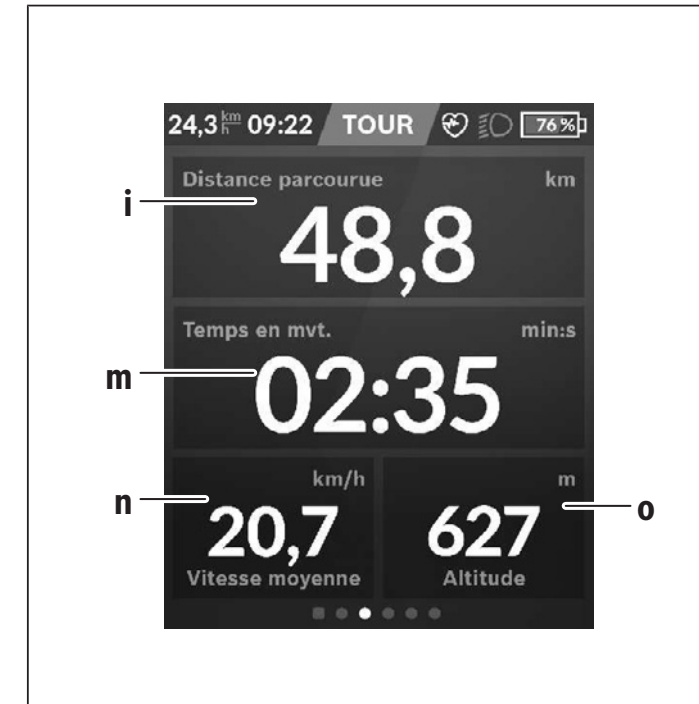 24,3 km/h 09:22 TOUR 76 %
Distance parcourue km
i
48,8
Temps en mvt. min:s
m
02:35
km/h m
n
o
20,7 627
Vitesse moyenne Altitude